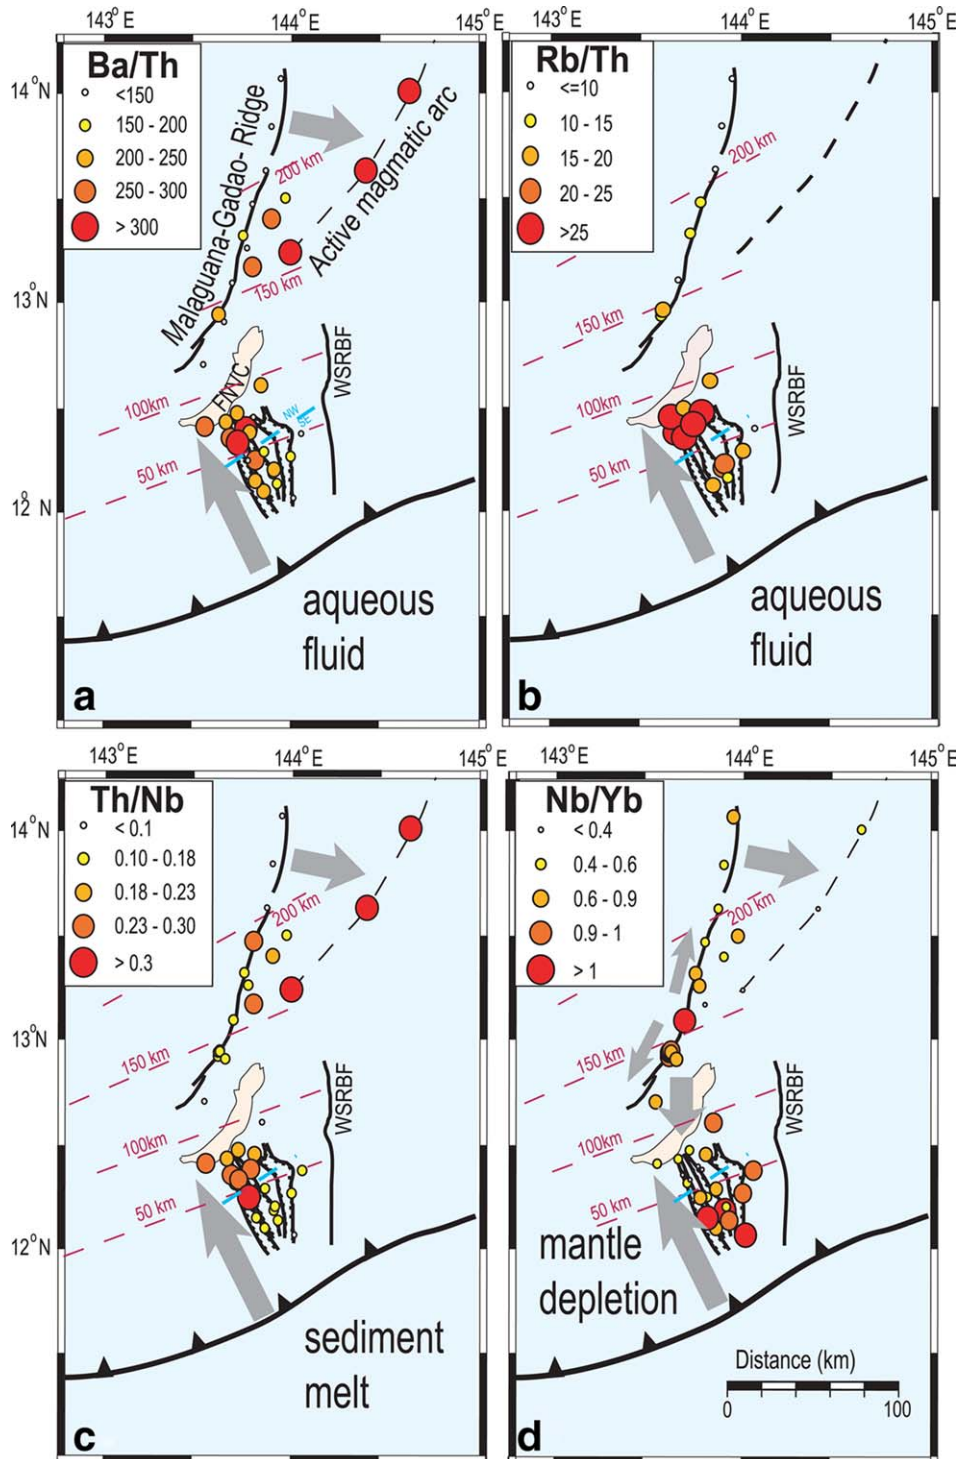 143° E
144°
145° E
14°N
13°N
12°N
Ba/Th
<150
150 - 200
200 - 250
250 - 300
> 300
Malaguana-Gadao- Ridge
Active magmatic arc
200 km
150 km
100km
50 km
FNVC
NW
SE
WSRBF
aqueous
fluid
a
143° E
144°
145° E
Rb/Th
<=10
10 - 15
15 - 20
20 - 25
>25
200 km
150 km
100km
50 km
WSRBF
aqueous
fluid
b
143° E
144°
145° E
14°N
13°N
12°N
Th/Nb
< 0.1
0.10 - 0.18
0.18 - 0.23
0.23 - 0.30
> 0.3
200 km
150 km
100km
50 km
WSRBF
sediment
melt
c
143° E
144°
145° E
Nb/Yb
< 0.4
0.4 - 0.6
0.6 - 0.9
0.9 - 1
> 1
200 km
150 km
100km
50 km
WSRBF
mantle
depletion
Distance (km)
0
100
d